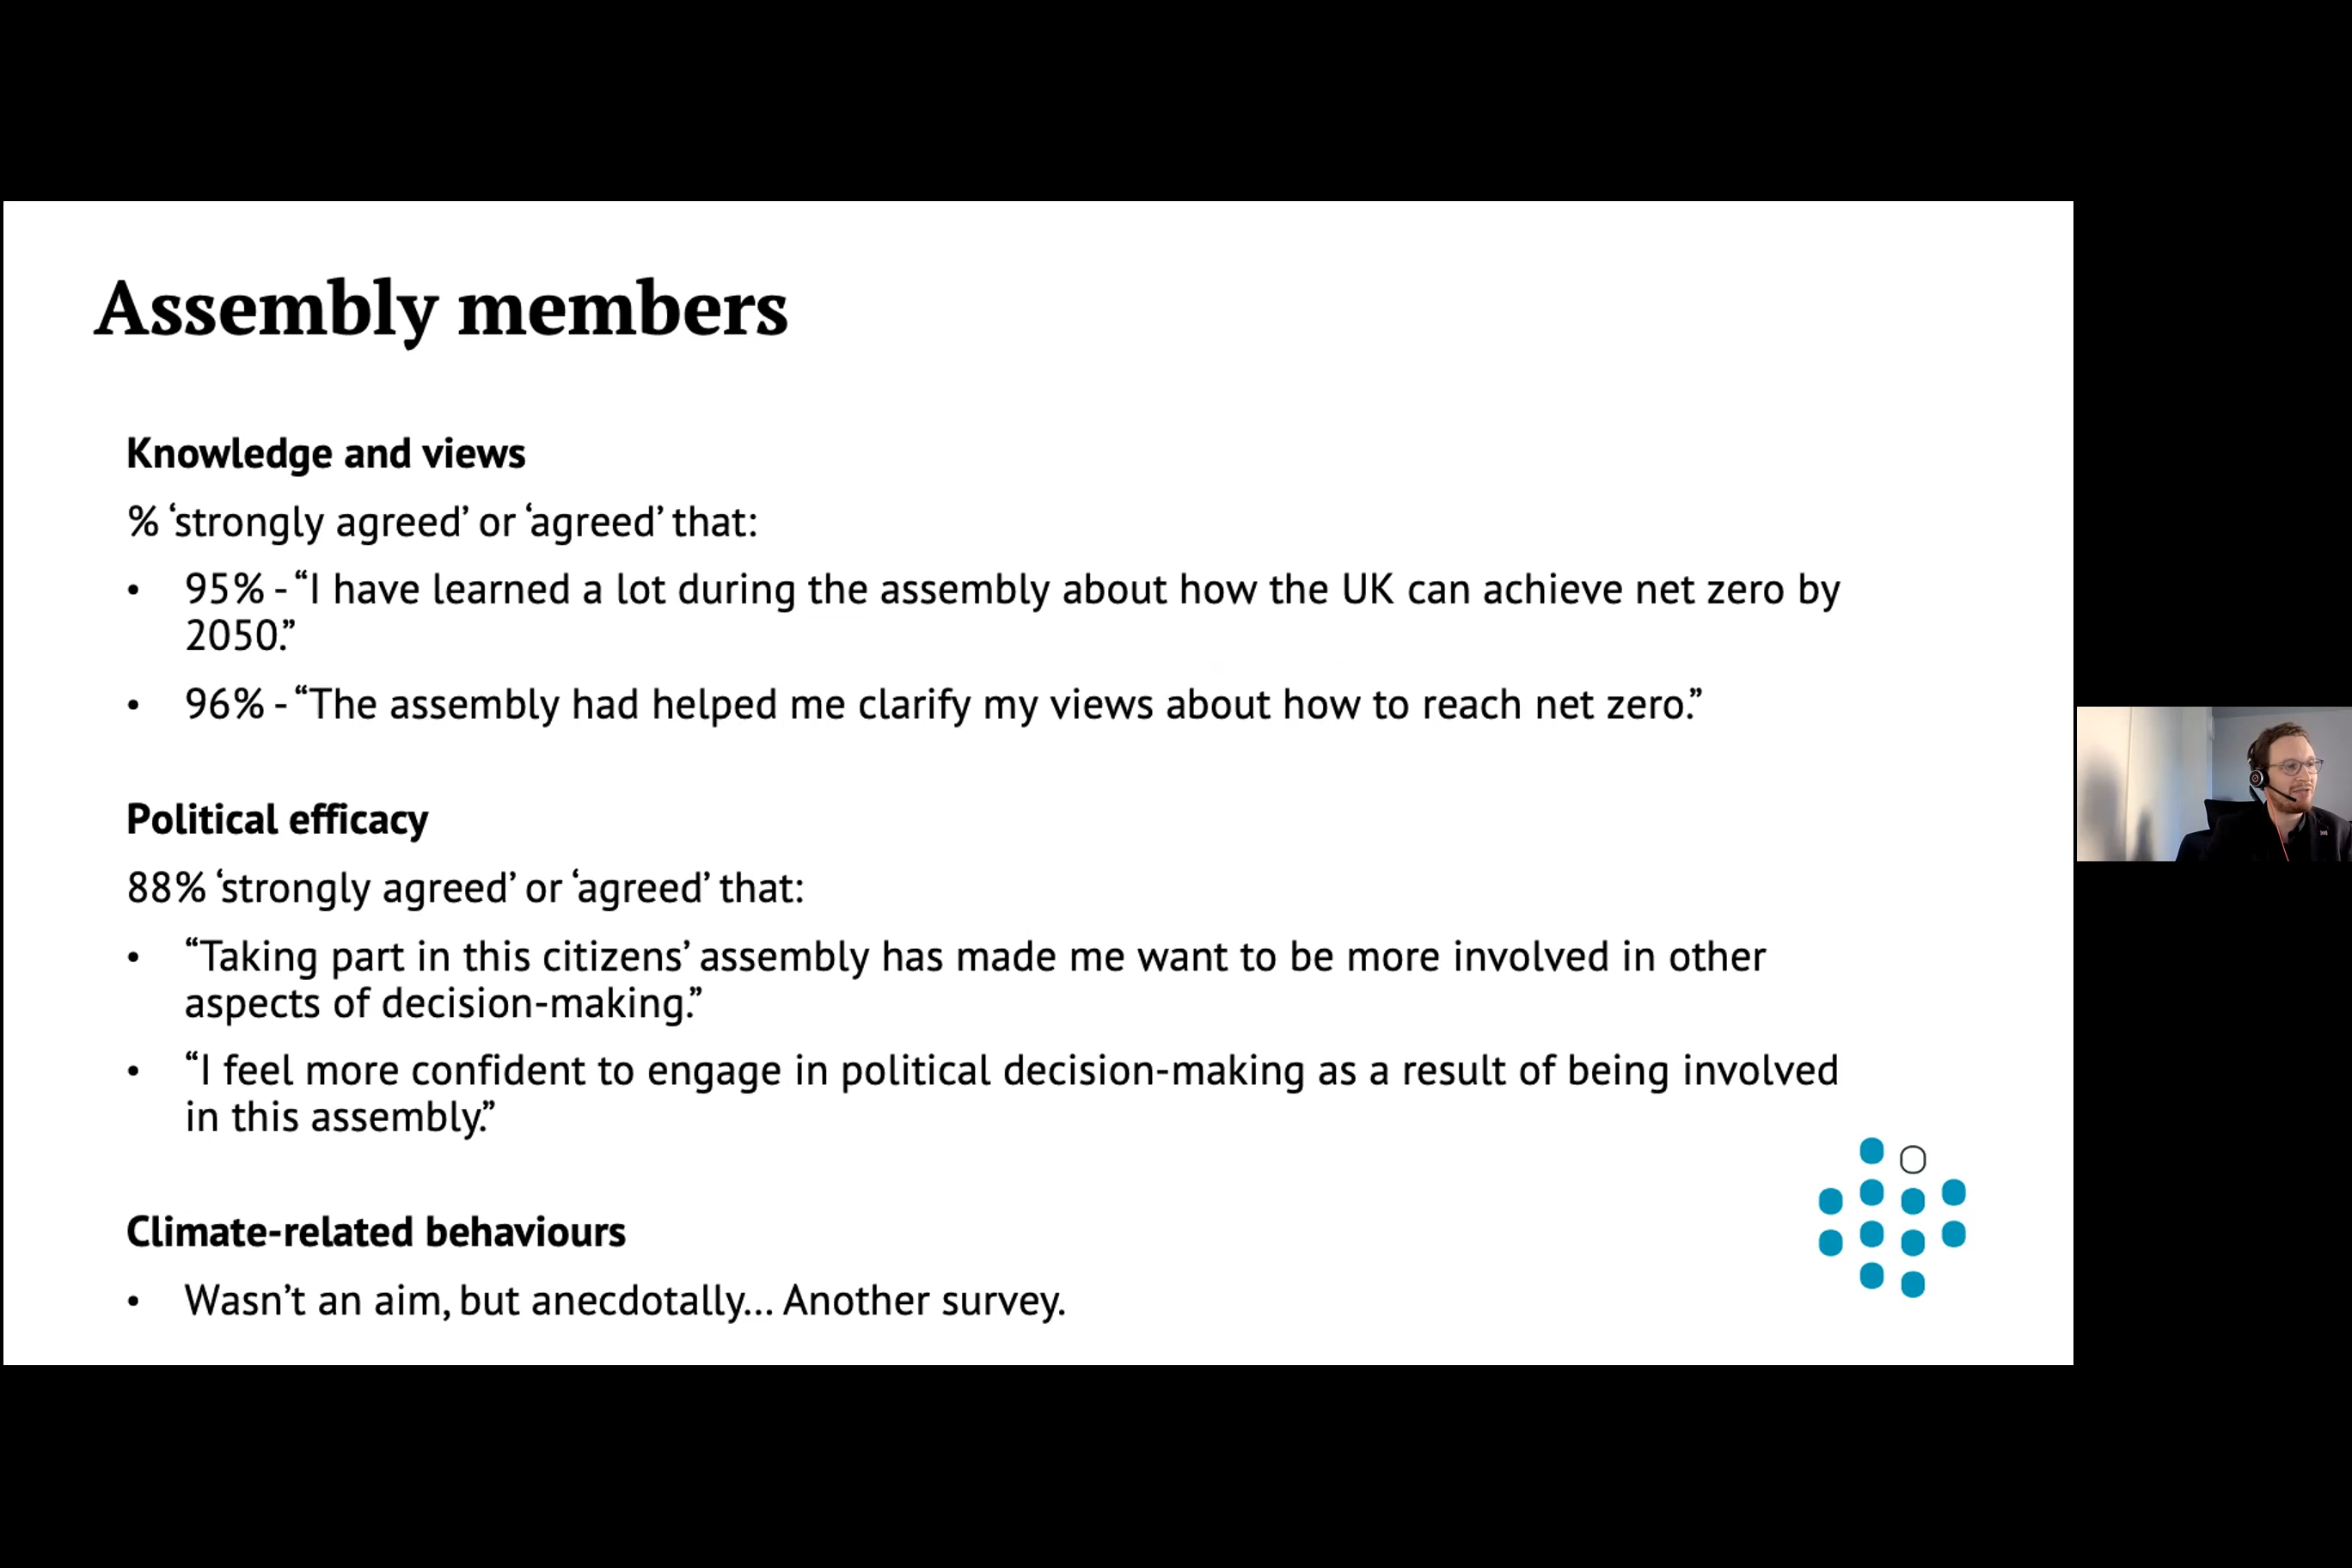 Assembly members
Knowledge and views
% ‘strongly agreed’ or ‘agreed’ that:
• 95% - “I have learned a lot during the assembly about how the UK can achieve net zero by
2050.”
• 96% - “The assembly had helped me clarify my views about how to reach net zero.”
Political efficacy
88% ‘strongly agreed’ or ‘agreed’ that:
• “Taking part in this citizens’ assembly has made me want to be more involved in other
aspects of decision-making.”
• “I feel more confident to engage in political decision-making as a result of being involved
in this assembly.”
Climate-related behaviours
• Wasn’t an aim, but anecdotally... Another survey.